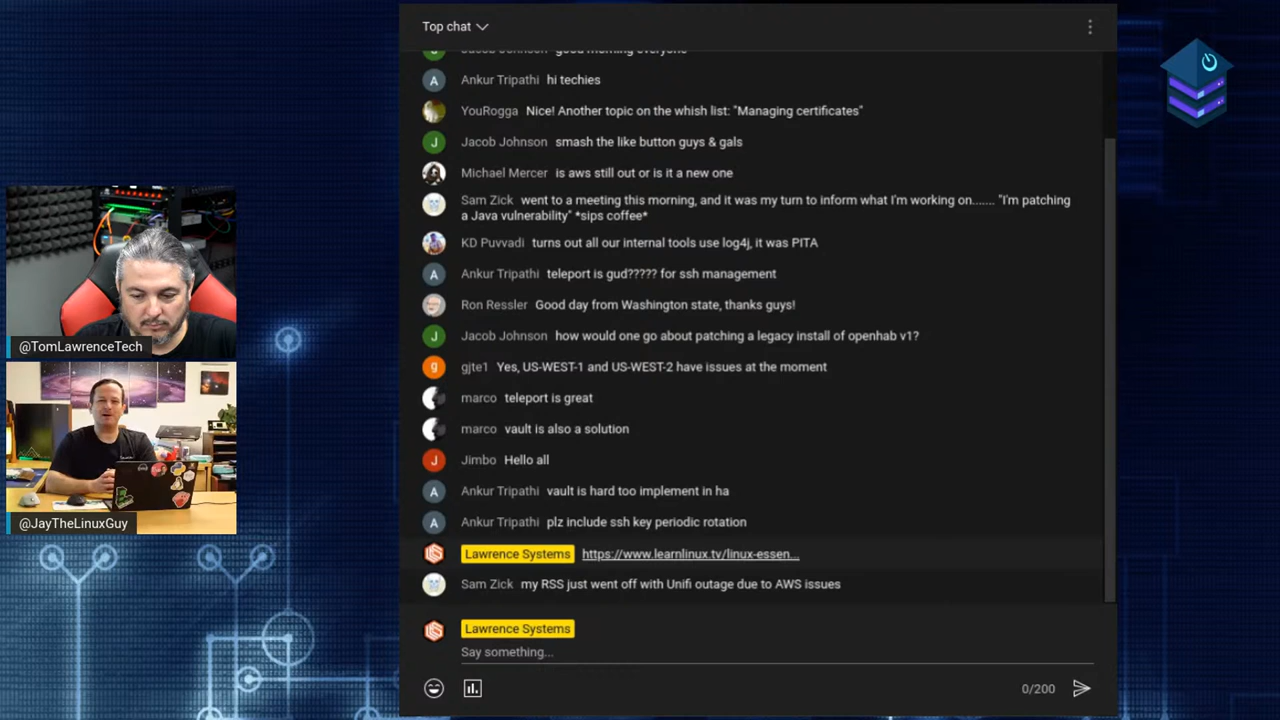 Top chat
Jacob Johnson good morning everyone
Ankur Tripathi hi techies
YouRogga Nice! Another topic on the whish list: "Managing certificates"
Jacob Johnson smash the like button guys & gals
Michael Mercer is aws still out or is it a new one
Sam Zick went to a meeting this morning, and it was my turn to inform what I'm working on....... "I'm patching
a Java vulnerability" *sips coffee*
KD Puvvadi turns out all our internal tools use log4j, it was PITA
Ankur Tripathi teleport is gud????? for ssh management
Ron Ressler Good day from Washington state, thanks guys!
Jacob Johnson how would one go about patching a legacy install of openhab v1?
gjte1 Yes, US-WEST-1 and US-WEST-2 have issues at the moment
marco teleport is great
marco vault is also a solution
Jimbo Hello all
Ankur Tripathi vault is hard too implement in ha
Ankur Tripathi plz include ssh key periodic rotation
Lawrence Systems https://www.learnlinux.tv/linux-essen...
Sam Zick my RSS just went off with Unifi outage due to AWS issues
Lawrence Systems
Say something...
0/200
@TomLawrenceTech
@JayTheLinuxGuy